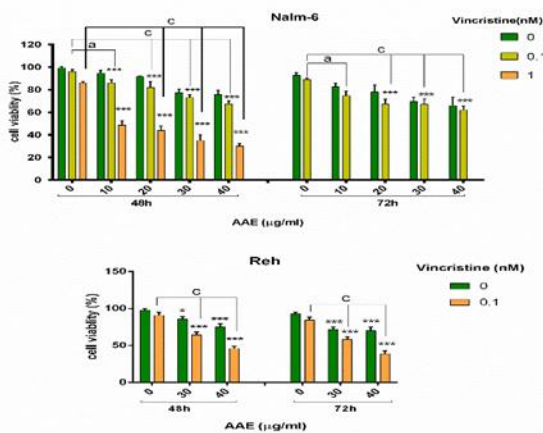 Nalm-6
c
c
a
c
a
Vincristine(nM)
0
0.1
1
cell viability (%)
120
100
80
60
40
20
0
*** *** *** ***
*** *** *** ***
*** *** ***
0 10 20 30 40 0 10 20 30 40
48h 72h
AAE (µg/ml)
Reh
C
C
Vincristine (nM)
0
0.1
cell viability (%)
150
100
50
0
* *** *** ***
*** *** *** ***
0 30 40 0 30 40
48h 72h
AAE (µg/ml)